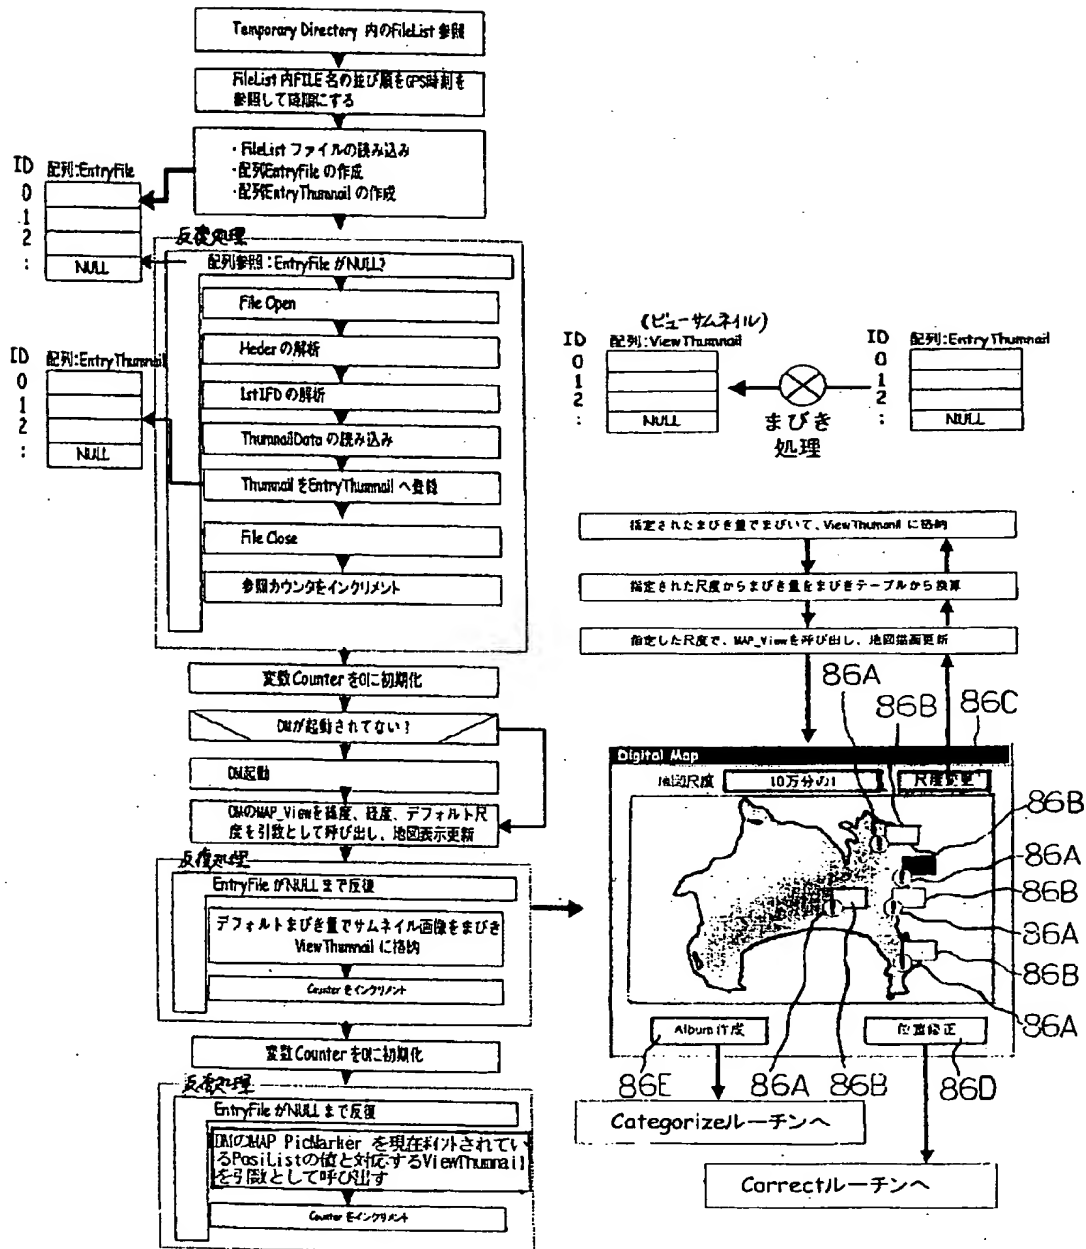 Temporary Directory 内のFileList 参照
FileList 内FILE 名の並び順をGPS時刻を
参照して降順にする
・FileList ファイルの読み込み
・配列EntryFile の作成
・配列EntryThumnail の作成
ID 配列:EntryFile
0
1
2
:
NULL
反復処理
配列参照:EntryFile がNULL?
File Open
Heder の解析
1stIFD の解析
ThumnailData の読み込み
Thumnail をEntryThumnail へ登録
File Close
参照カウンタをインクリメント
ID 配列:EntryThumnail
0
1
2
:
NULL
(ビューサムネイル)
ID 配列:ViewThumnail
0
1
2
:
NULL
まびき
処理
ID 配列:EntryThumnail
0
1
2
:
NULL
変数Counter を0に初期化
DMが起動されてない?
DM起動
DMのMAP_Viewを緯度、経度、デフォルト尺
度を引数として呼び出し、地図表示更新
反復処理
EntryFile がNULL まで反復
デフォルトまびき量でサムネイル画像をまびき
ViewThumnail に格納
Counter をインクリメント
変数Counter を0に初期化
反復処理
EntryFile がNULL まで反復
DMのMAP PicMarker を現在ポイントされてい
るPosiListの値と対応するViewThumnail
を引数として呼び出す
Counter をインクリメント
指定されたまびき量でまびいて、ViewThumanil に格納
指定された尺度からまびき量をまびきテーブルから換算
指定した尺度で、MAP_Viewを呼び出し、地図描画更新
86A
86B
86C
Digital Map
地図尺度 10万分の1 尺度変更
86B
86A
86B
86A
86B
86A
Album 作成 位置修正
86E 86A 86B 86D
Categorizeルーチンへ
Correctルーチンへ